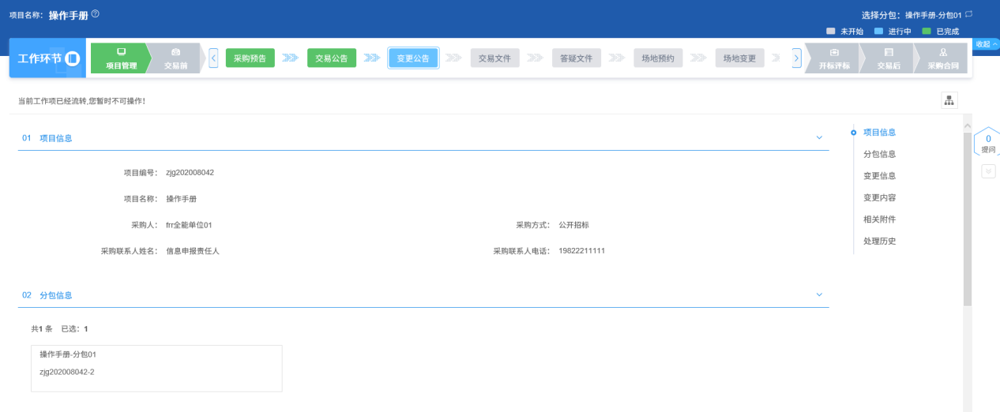 项目名称：操作手册
选择分包：操作手册-分包01
未开始 进行中 已完成
工作环节
项目管理
交易前
采购预告
交易公告
变更公告
交易文件
答疑文件
场地预约
场地变更
开标评标
交易后
采购合同
收起
当前工作项已经流转,您暂时不可操作！
01 项目信息
项目编号： zjg202008042
项目名称： 操作手册
采购人： frr全能单位01 采购方式： 公开招标
采购联系人姓名： 信息申报责任人 采购联系人电话： 19822211111
02 分包信息
共1 条 已选：1
操作手册-分包01
zjg202008042-2
项目信息
分包信息
变更信息
变更内容
相关附件
处理历史
0
提问